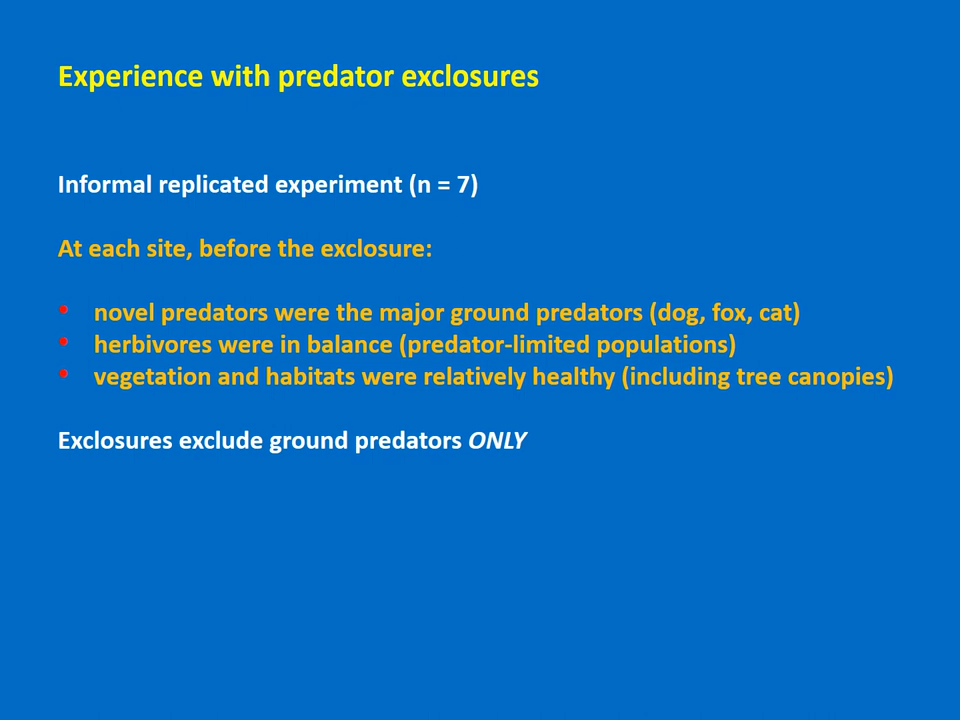 Experience with predator exclosures
Informal replicated experiment (n = 7)
At each site, before the exclosure:
• novel predators were the major ground predators (dog, fox, cat)
• herbivores were in balance (predator-limited populations)
• vegetation and habitats were relatively healthy (including tree canopies)
Exclosures exclude ground predators ONLY